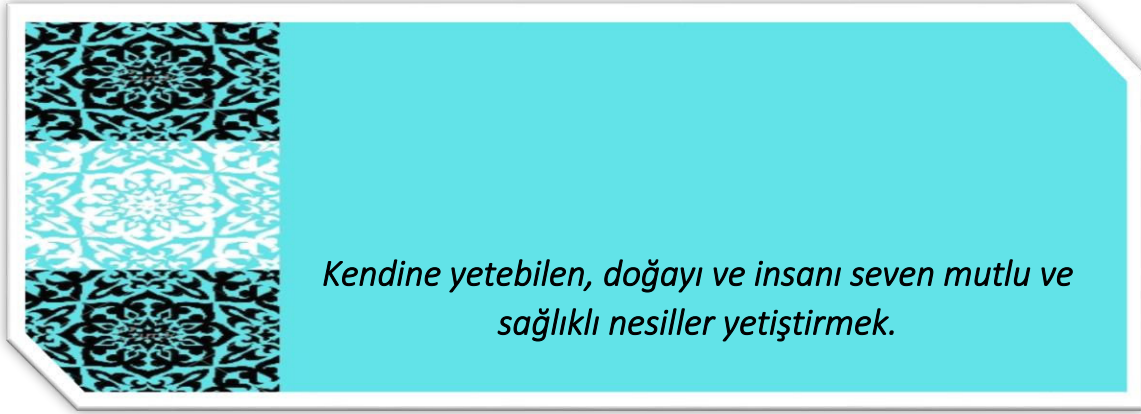 Kendine yetebilen, doğayı ve insanı seven mutlu ve
sağlıklı nesiller yetiştirmek.